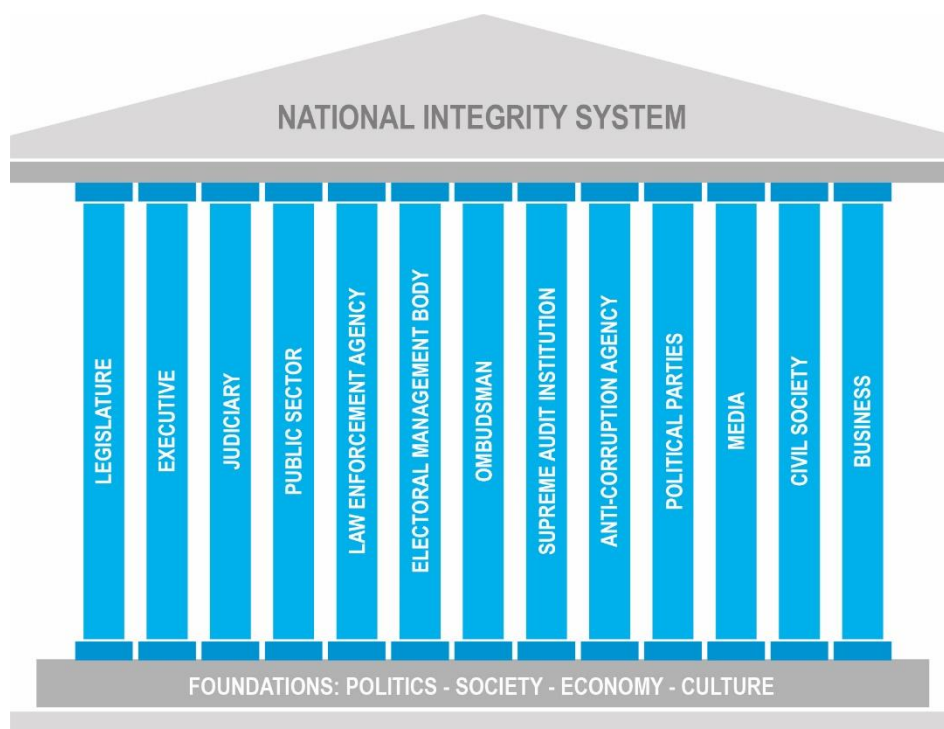 NATIONAL INTEGRITY SYSTEM
LEGISLATURE
EXECUTIVE
JUDICIARY
PUBLIC SECTOR
LAW ENFORCEMENT AGENCY
ELECTORAL MANAGEMENT BODY
OMBUDSMAN
SUPREME AUDIT INSTITUTION
ANTI-CORRUPTION AGENCY
POLITICAL PARTIES
MEDIA
CIVIL SOCIETY
BUSINESS
FOUNDATIONS: POLITICS - SOCIETY - ECONOMY - CULTURE